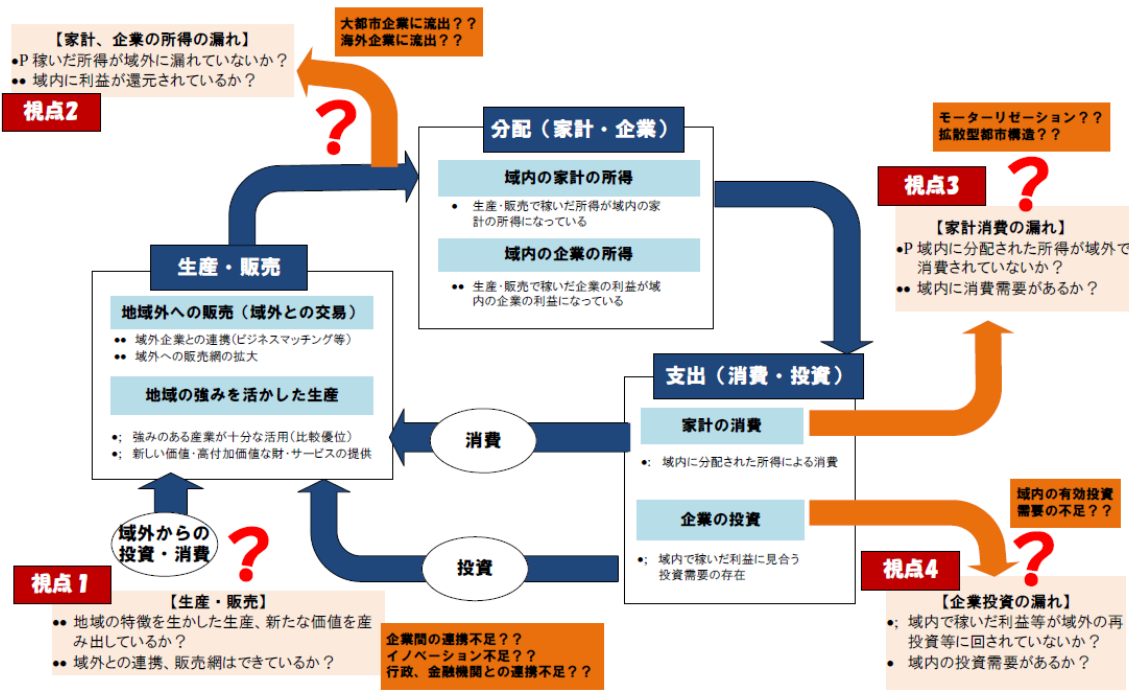 大都市企業に流出？？
海外企業に流出？？
【家計、企業の所得の漏れ】
●P 稼いだ所得が域外に漏れていないか？
●● 域内に利益が還元されているか？
視点2
？
分配（家計・企業）
域内の家計の所得
● 生産・販売で稼いだ所得が域内の家
計の所得になっている
域内の企業の所得
●● 生産・販売で稼いだ企業の利益が域
内の企業の利益になっている
モーターリゼーション？？
拡散型都市構造？？
？
視点3
【家計消費の漏れ】
●P 域内に分配された所得が域外で
消費されていないか？
●● 域内に消費需要があるか？
生産・販売
地域外への販売（域外との交易）
●● 域外企業との連携（ビジネスマッチング等）
●● 域外への販売網の拡大
地域の強みを活かした生産
●; 強みのある産業が十分な活用（比較優位）
●; 新しい価値・高付加価値な財・サービスの提供
支出（消費・投資）
家計の消費
●: 域内に分配された所得による消費
企業の投資
●; 域内で稼いだ利益に見合う
投資需要の存在
消費
投資
域外からの
投資・消費
？
視点1
【生産・販売】
●● 地域の特徴を生かした生産、新たな価値を産
み出しているか？
●● 域外との連携、販売網はできているか？
企業間の連携不足？？
イノベーション不足？？
行政、金融機関との連携不足？？
域内の有効投資
需要の不足？？
？
視点4
【企業投資の漏れ】
●; 域内で稼いだ利益等が域外の再
投資等に回されていないか？
● 域内の投資需要があるか？